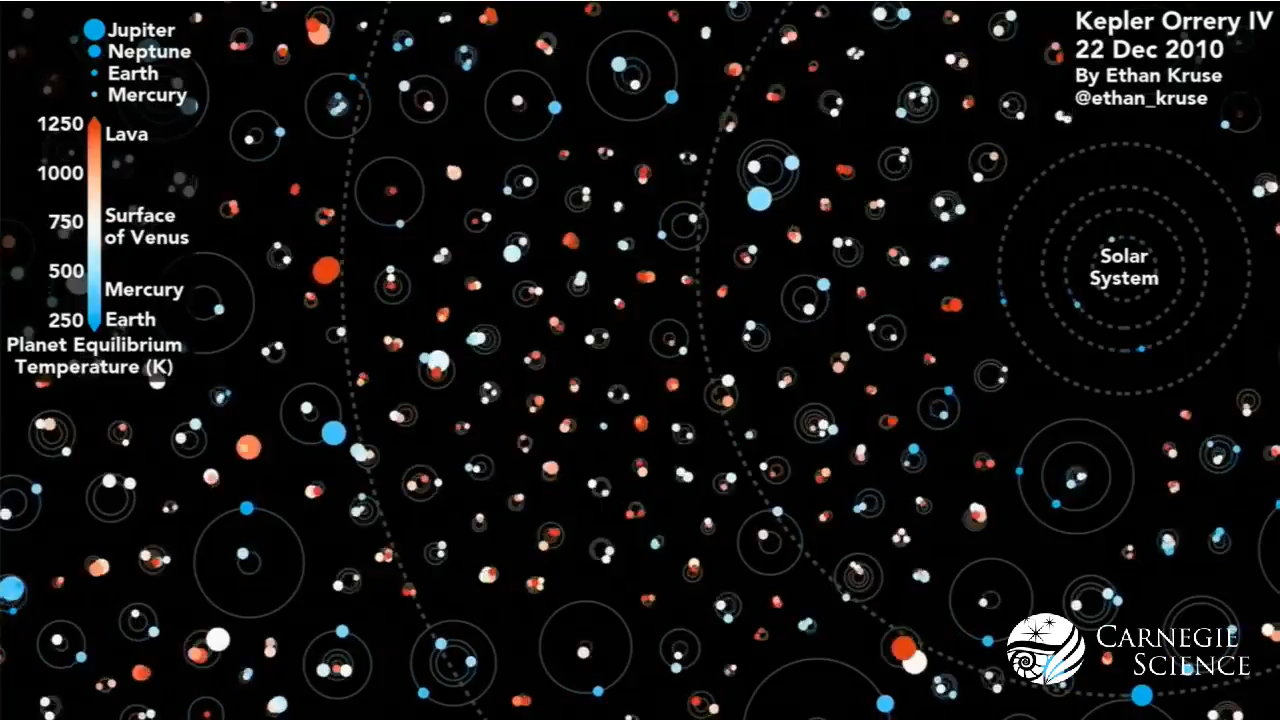 Jupiter
Neptune
Earth
Mercury
1250
Lava
1000
750
Surface
of Venus
500
Mercury
250
Earth
Planet Equilibrium
Temperature (K)
Kepler Orrery IV
22 Dec 2010
By Ethan Kruse
@ethan_kruse
Solar
System
CARNEGIE
SCIENCE